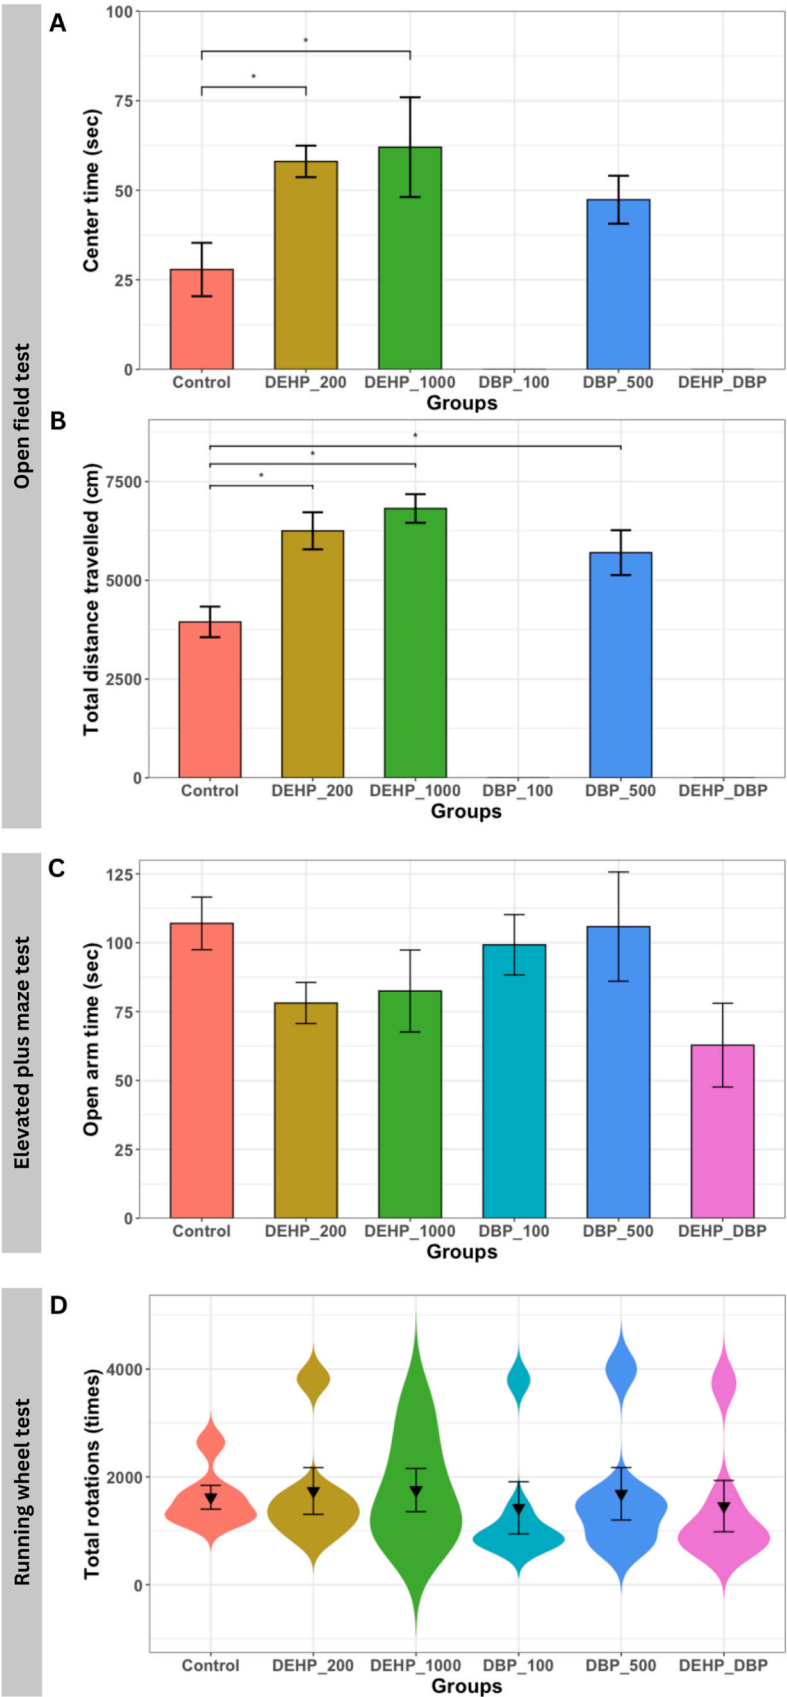 Open field test
A
Center time (sec)
100
75
50
25
0
*
*
Control DEHP_200 DEHP_1000 DBP_100 DBP_500 DEHP_DBP
Groups
B
Total distance travelled (cm)
7500
5000
2500
0
*
*
*
Control DEHP_200 DEHP_1000 DBP_100 DBP_500 DEHP_DBP
Groups
Elevated plus maze test
C
Open arm time (sec)
125
100
75
50
25
0
Control DEHP_200 DEHP_1000 DBP_100 DBP_500 DEHP_DBP
Groups
Running wheel test
D
Total rotations (times)
4000
2000
0
Control DEHP_200 DEHP_1000 DBP_100 DBP_500 DEHP_DBP
Groups